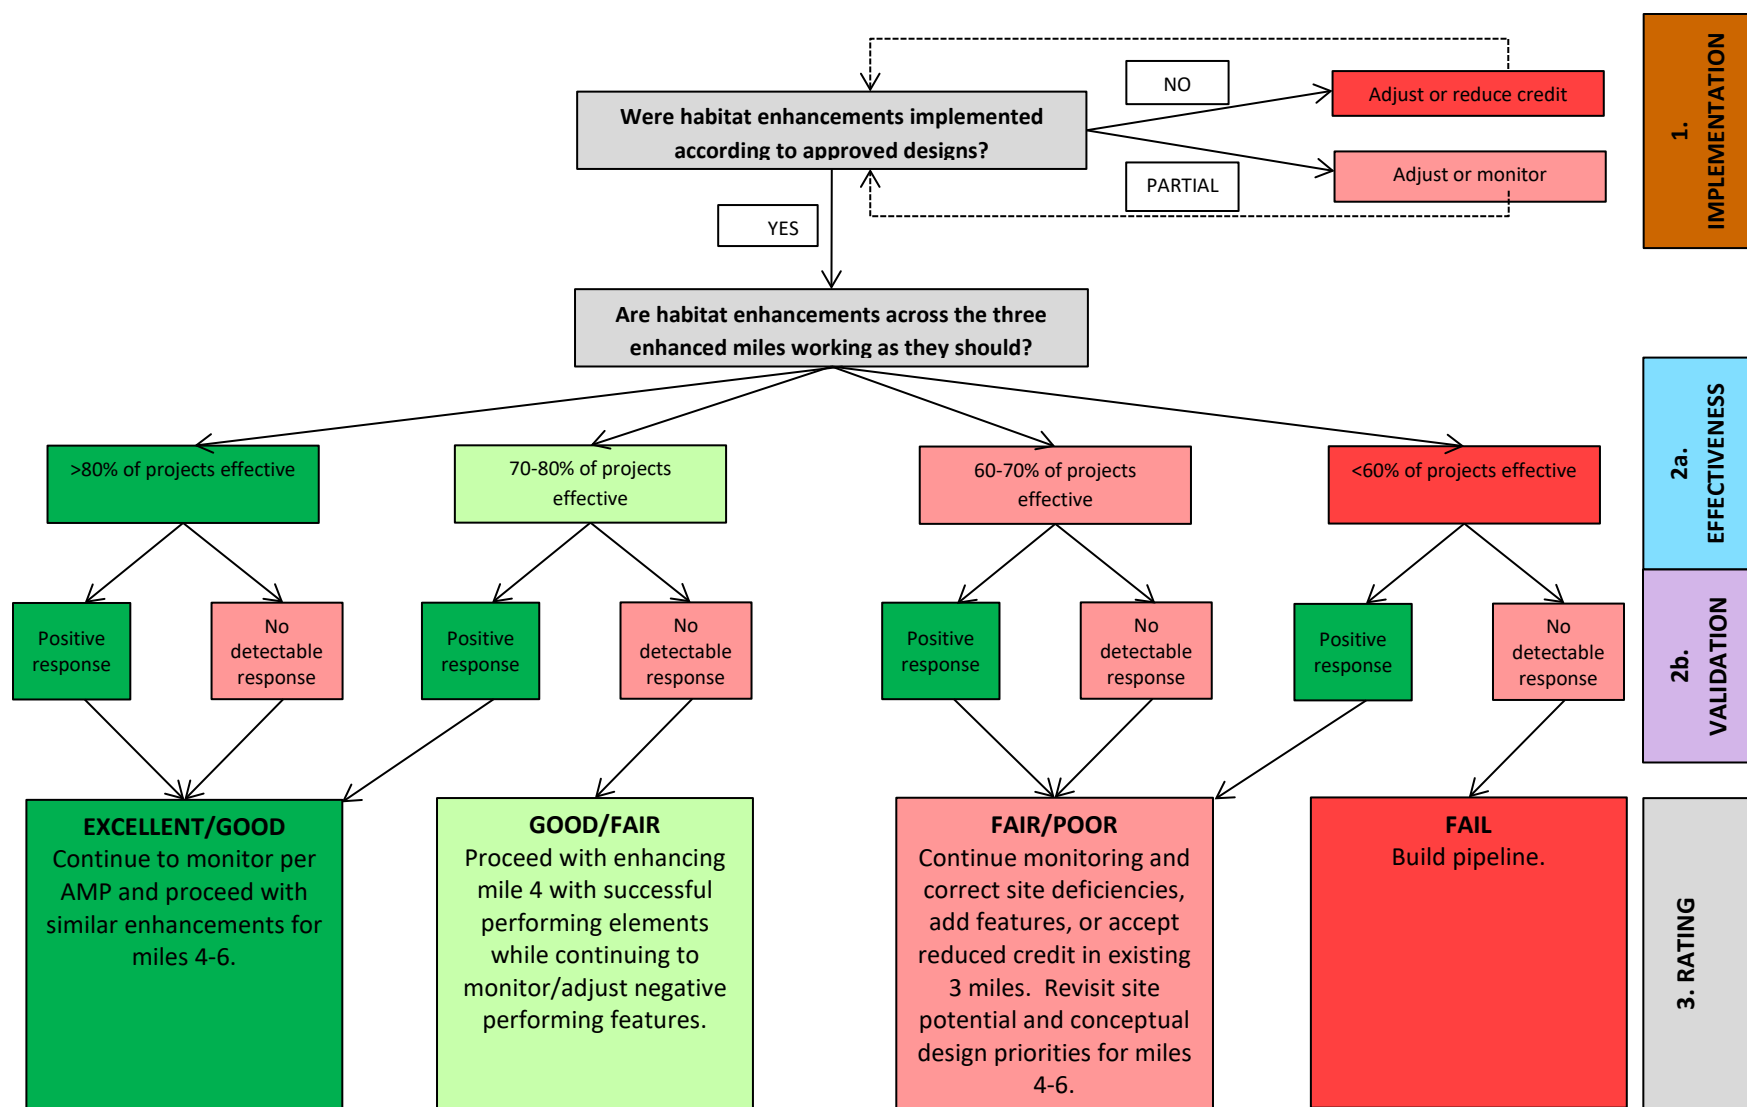 NO
Adjust or reduce credit
Were habitat enhancements implemented
according to approved designs?
PARTIAL
Adjust or monitor
YES
1.
IMPLEMENTATION
Are habitat enhancements across the three
enhanced miles working as they should?
>80% of projects effective
70-80% of projects
effective
60-70% of projects
effective
<60% of projects effective
2a.
EFFECTIVENESS
Positive
response
No
detectable
response
Positive
response
No
detectable
response
Positive
response
No
detectable
response
Positive
response
No
detectable
response
2b.
VALIDATION
EXCELLENT/GOOD
Continue to monitor per
AMP and proceed with
similar enhancements for
miles 4-6.
GOOD/FAIR
Proceed with enhancing
mile 4 with successful
performing elements
while continuing to
monitor/adjust negative
performing features.
FAIR/POOR
Continue monitoring and
correct site deficiencies,
add features, or accept
reduced credit in existing
3 miles.  Revisit site
potential and conceptual
design priorities for miles
4-6.
FAIL
Build pipeline.
3. RATING